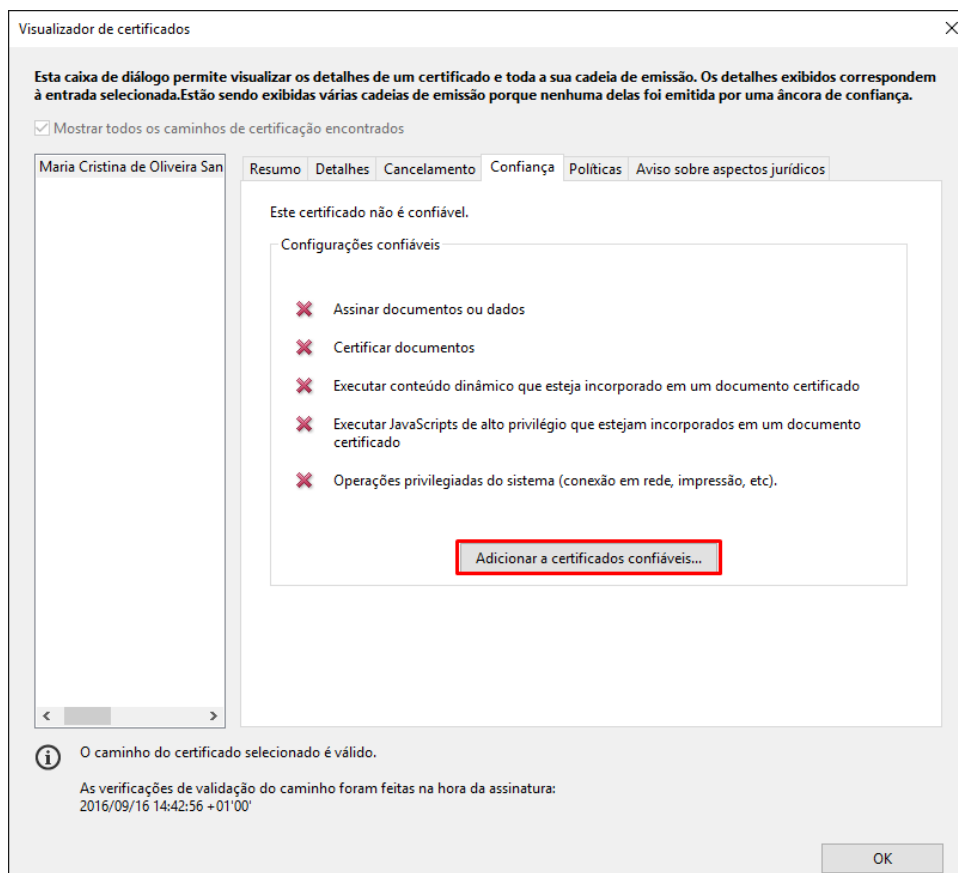 Visualizador de certificados
Esta caixa de diálogo permite visualizar os detalhes de um certificado e toda a sua cadeia de emissão. Os detalhes exibidos correspondem
à entrada selecionada.Estão sendo exibidas várias cadeias de emissão porque nenhuma delas foi emitida por uma âncora de confiança.
Mostrar todos os caminhos de certificação encontrados
Maria Cristina de Oliveira San
Resumo Detalhes Cancelamento Confiança Políticas Aviso sobre aspectos jurídicos
Este certificado não é confiável.
Configurações confiáveis
Assinar documentos ou dados
Certificar documentos
Executar conteúdo dinâmico que esteja incorporado em um documento certificado
Executar JavaScripts de alto privilégio que estejam incorporados em um documento
certificado
Operações privilegiadas do sistema (conexão em rede, impressão, etc).
Adicionar a certificados confiáveis...
O caminho do certificado selecionado é válido.
As verificações de validação do caminho foram feitas na hora da assinatura:
2016/09/16 14:42:56 +01'00'
OK